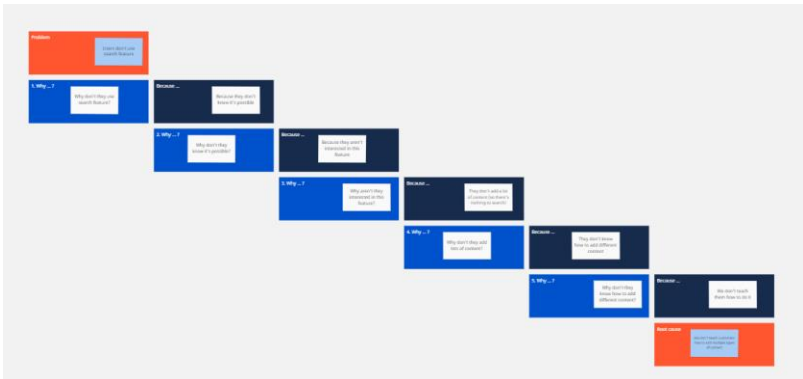 Problem
Users don't use
search feature
1. Why ... ?
Why don't they use
search feature?
Because ...
Because they don't
know it's possible
2. Why ... ?
Why don't they
know it's possible?
Because ...
Because they aren't
interested in this
feature
3. Why ... ?
Why aren't they
interested in this
feature?
Because ...
They don't add a lot
of content (so there's
nothing to search)
4. Why ... ?
Why don't they add
lots of content?
Because ...
They don't know
how to add different
content
5. Why ... ?
Why don't they
know how to add
different content?
Because ...
We don't teach
them how to do it
Root cause
of content